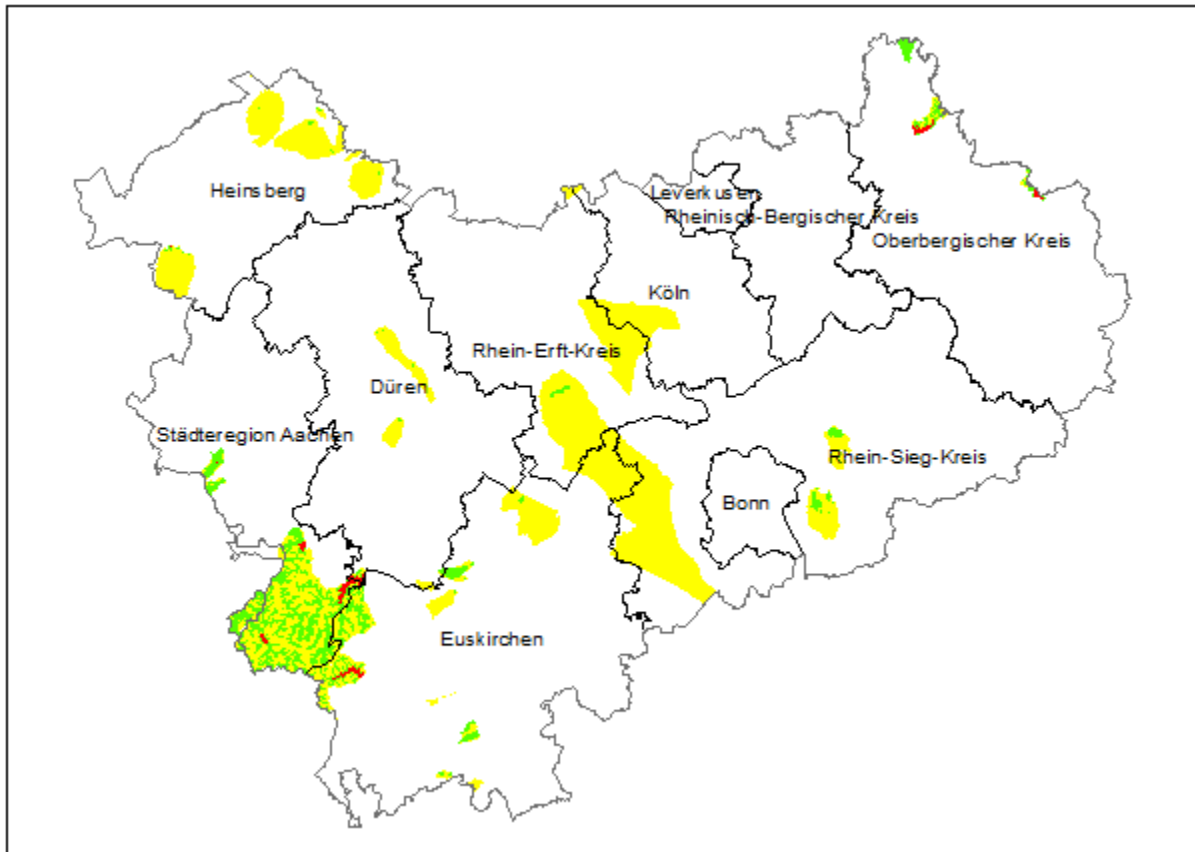 Heinsberg
Leverkusen
Rheinisch-Bergischer Kreis
Oberbergischer Kreis
Köln
Rhein-Erft-Kreis
Düren
Städteregion Aachen
Rhein-Sieg-Kreis
Bonn
Euskirchen